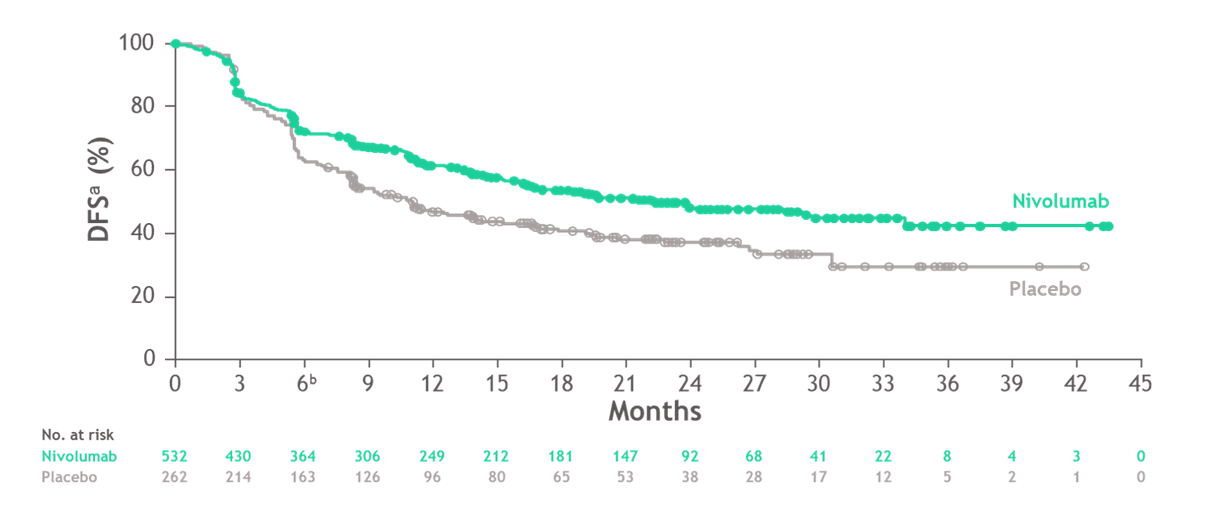 100
80
60
40
20
0
DFSª (%)
Nivolumab
Placebo
0 3 6ᵇ 9 12 15 18 21 24 27 30 33 36 39 42 45
Months
No. at risk
Nivolumab 532 430 364 306 249 212 181 147 92 68 41 22 8 4 3 0
Placebo 262 214 163 126 96 80 65 53 38 28 17 12 5 2 1 0